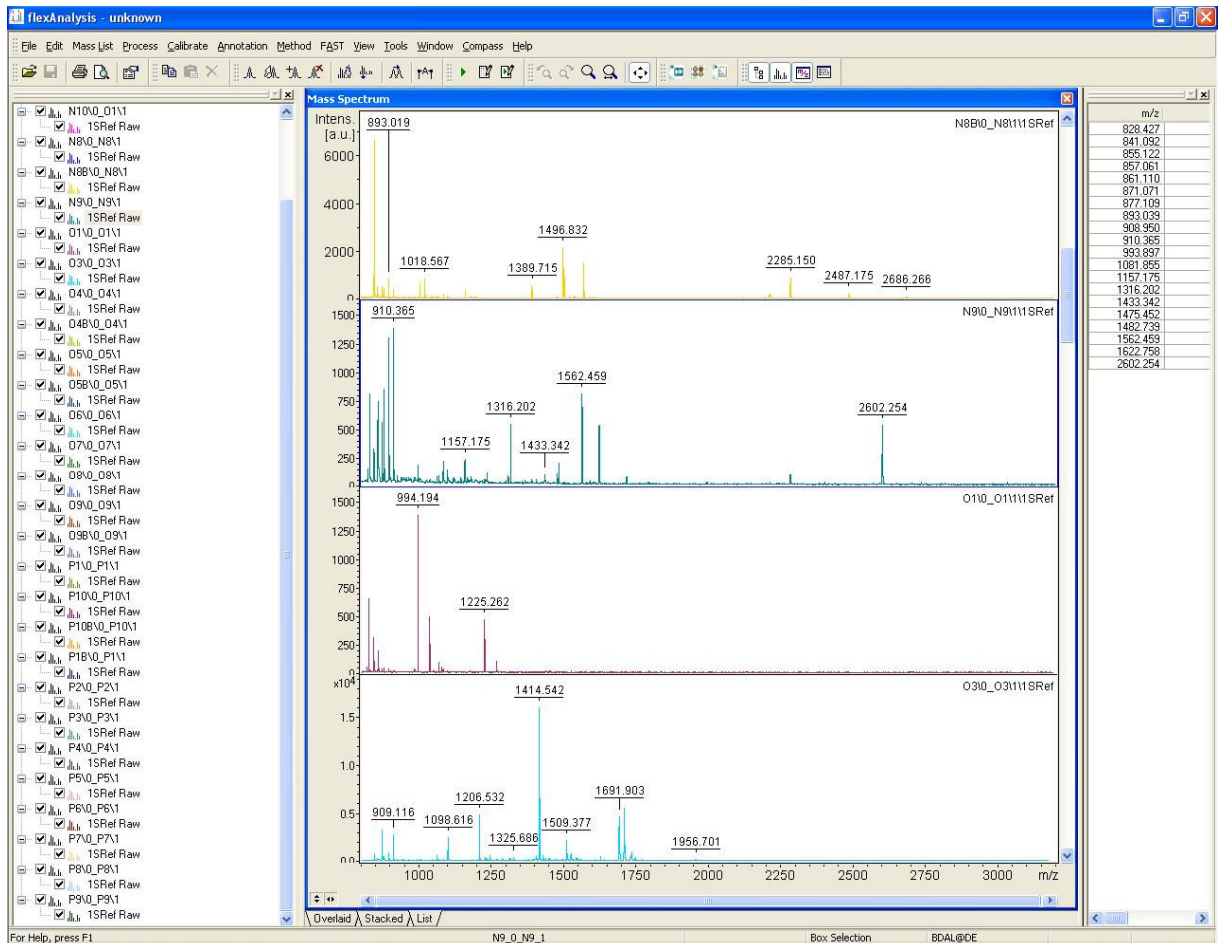 flexAnalysis - unknown
File Edit Mass List Process Calibrate Annotation Method FAST View Tools Window Compass Help
N10\0_O1\1
1SRef Raw
N8\0_N8\1
1SRef Raw
N8B\0_N8\1
1SRef Raw
N9\0_N9\1
1SRef Raw
O1\0_O1\1
1SRef Raw
O3\0_O3\1
1SRef Raw
O4\0_O4\1
1SRef Raw
O4B\0_O4\1
1SRef Raw
O5\0_O5\1
1SRef Raw
O5B\0_O5\1
1SRef Raw
O6\0_O6\1
1SRef Raw
O7\0_O7\1
1SRef Raw
O8\0_O8\1
1SRef Raw
O9\0_O9\1
1SRef Raw
O9B\0_O9\1
1SRef Raw
P1\0_P1\1
1SRef Raw
P10\0_P10\1
1SRef Raw
P10B\0_P10\1
1SRef Raw
P1B\0_P1\1
1SRef Raw
P2\0_P2\1
1SRef Raw
P3\0_P3\1
1SRef Raw
P4\0_P4\1
1SRef Raw
P5\0_P5\1
1SRef Raw
P6\0_P6\1
1SRef Raw
P7\0_P7\1
1SRef Raw
P8\0_P8\1
1SRef Raw
P9\0_P9\1
1SRef Raw
Mass Spectrum
Intens.
[a.u.]
893.019
N8B\0_N8\1\1SRef
6000
4000
1496.832
2000
1018.567
1389.715
2285.150
2487.175
2686.266
0
1500
910.365
N9\0_N9\1\1SRef
1250
1000
1562.459
750
1316.202
2602.254
500
1157.175
1433.342
250
0
1500
994.194
O1\0_O1\1\1SRef
1250
1000
750
1225.262
500
250
0
x10⁴
1414.542
O3\0_O3\1\1SRef
1.5
1.0
1691.903
1206.532
0.5
909.116
1098.616
1325.686
1509.377
1956.701
0.0
1000 1250 1500 1750 2000 2250 2500 2750 3000 m/z
Overlaid Stacked List
m/z
828.427
841.092
855.122
857.061
861.110
871.071
877.109
893.039
908.950
910.365
993.897
1081.855
1157.175
1316.202
1433.342
1475.452
1482.739
1562.459
1622.758
2602.254
For Help, press F1 N9_0_N9_1 Box Selection BDAL@DE